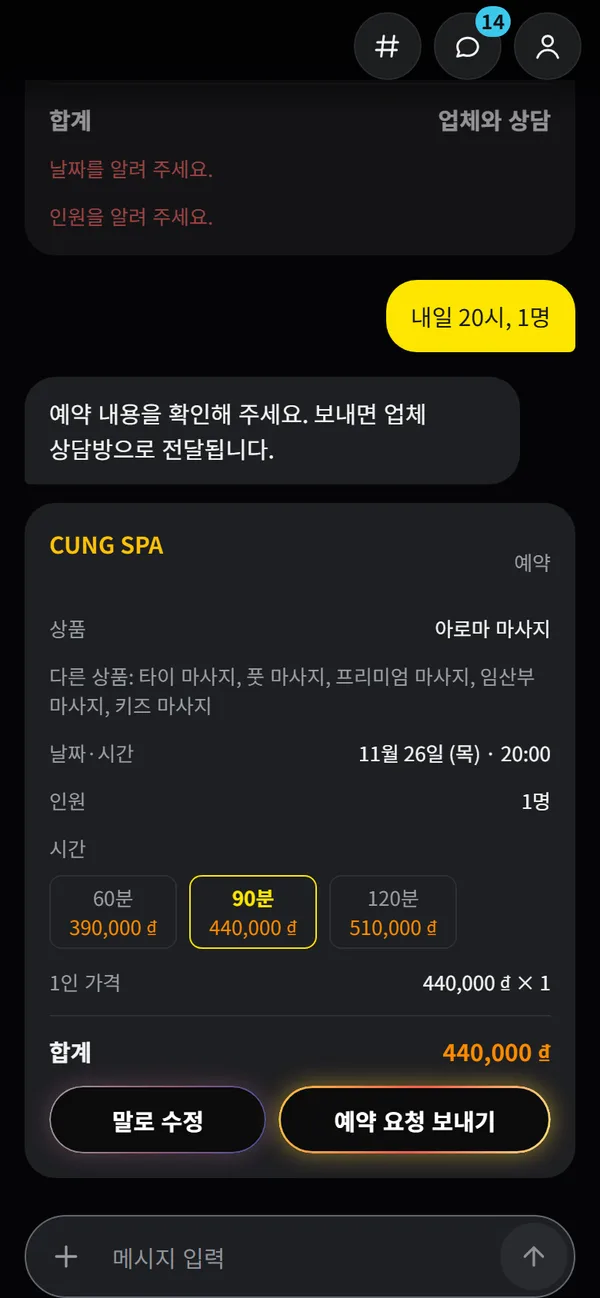 14
합계 업체와 상담
날짜를 알려 주세요.
인원을 알려 주세요.
내일 20시, 1명
예약 내용을 확인해 주세요. 보내면 업체
상담방으로 전달됩니다.
CUNG SPA
예약
상품 아로마 마사지
다른 상품: 타이 마사지, 풋 마사지, 프리미엄 마사지, 임산부
마사지, 키즈 마사지
날짜·시간 11월 26일 (목) · 20:00
인원 1명
시간
60분 90분 120분
390,000 ₫ 440,000 ₫ 510,000 ₫
1인 가격 440,000 ₫ × 1
합계 440,000 ₫
말로 수정 예약 요청 보내기
메시지 입력